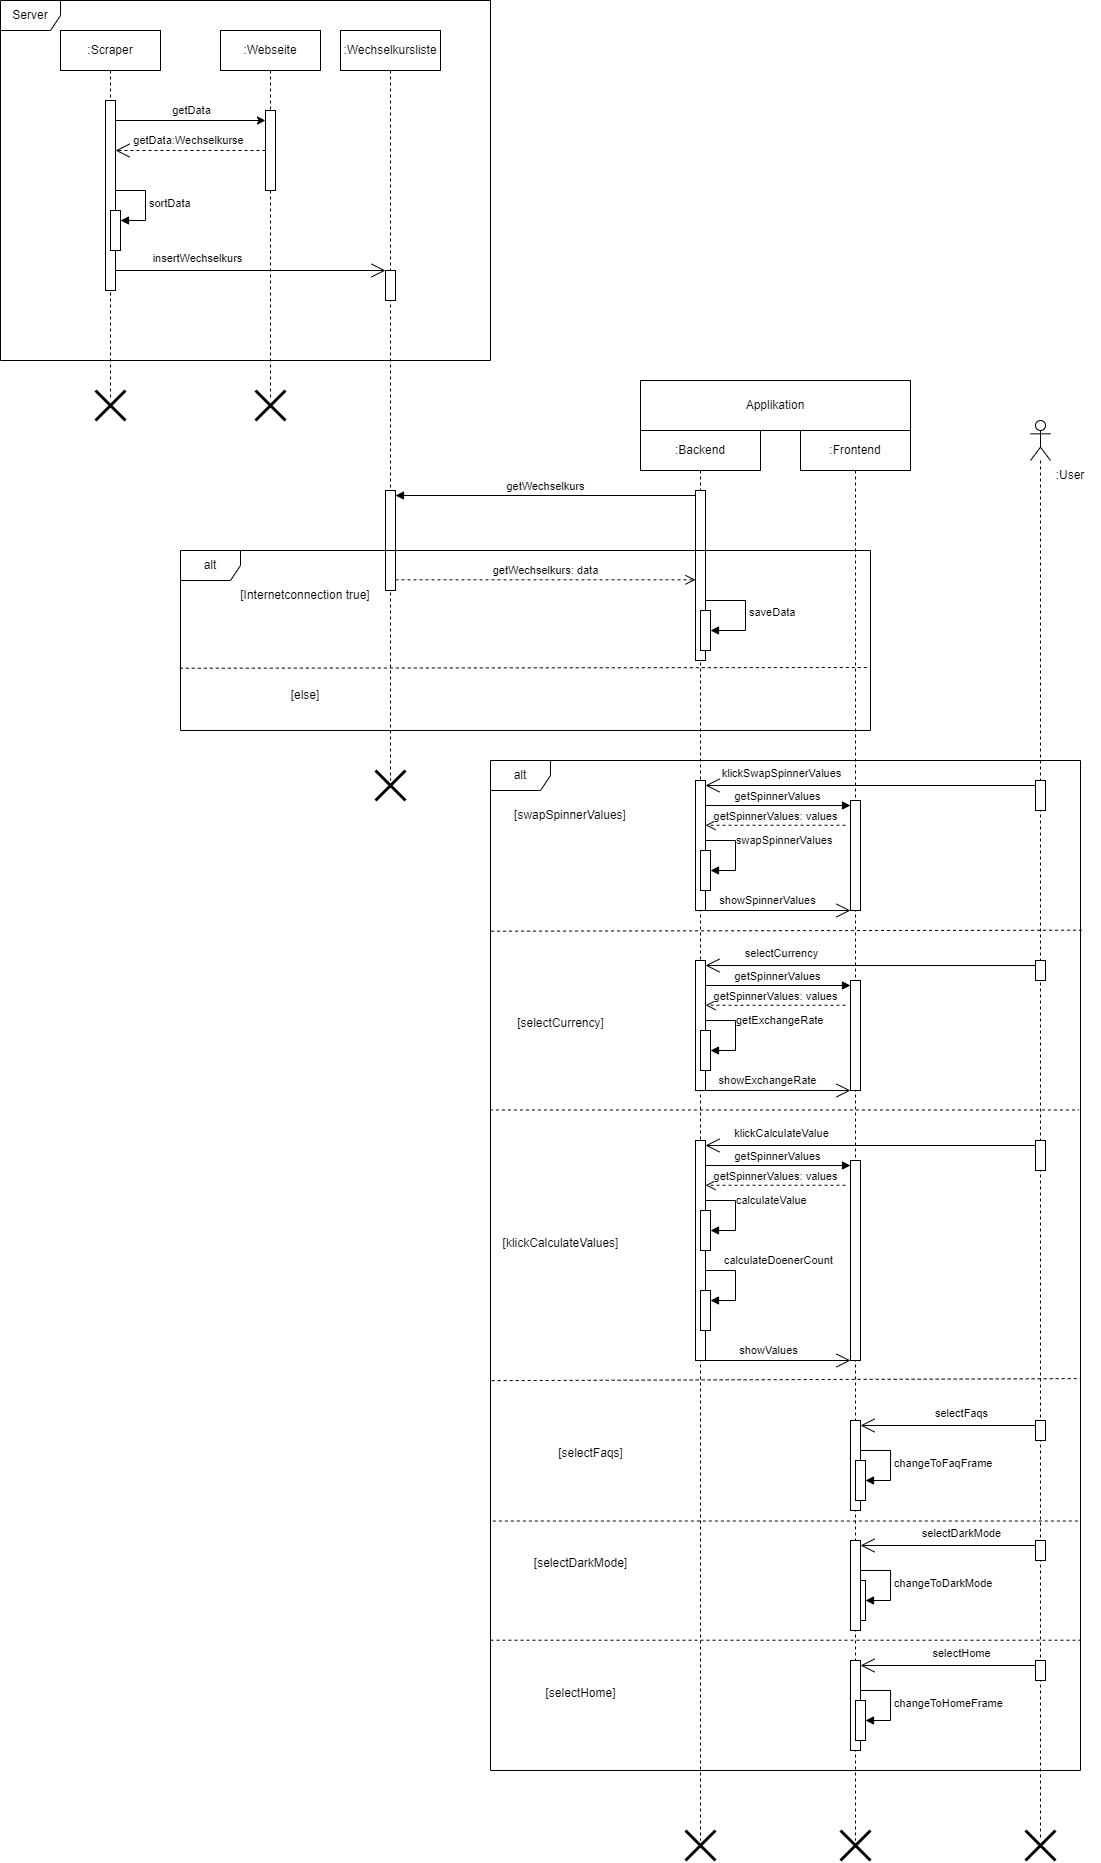 Server
:Scraper
:Webseite
:Wechselkursliste
getData
getData:Wechselkurse
sortData
insertWechselkurs
Applikation
:Backend
:Frontend
:User
getWechselkurs
alt
getWechselkurs: data
[Internetconnection true]
saveData
[else]
alt
klickSwapSpinnerValues
getSpinnerValues
[swapSpinnerValues]
getSpinnerValues: values
swapSpinnerValues
showSpinnerValues
selectCurrency
getSpinnerValues
getSpinnerValues: values
[selectCurrency]
getExchangeRate
showExchangeRate
klickCalculateValue
getSpinnerValues
getSpinnerValues: values
calculateValue
[klickCalculateValues]
calculateDoenerCount
showValues
selectFaqs
[selectFaqs]
changeToFaqFrame
selectDarkMode
[selectDarkMode]
changeToDarkMode
selectHome
[selectHome]
changeToHomeFrame